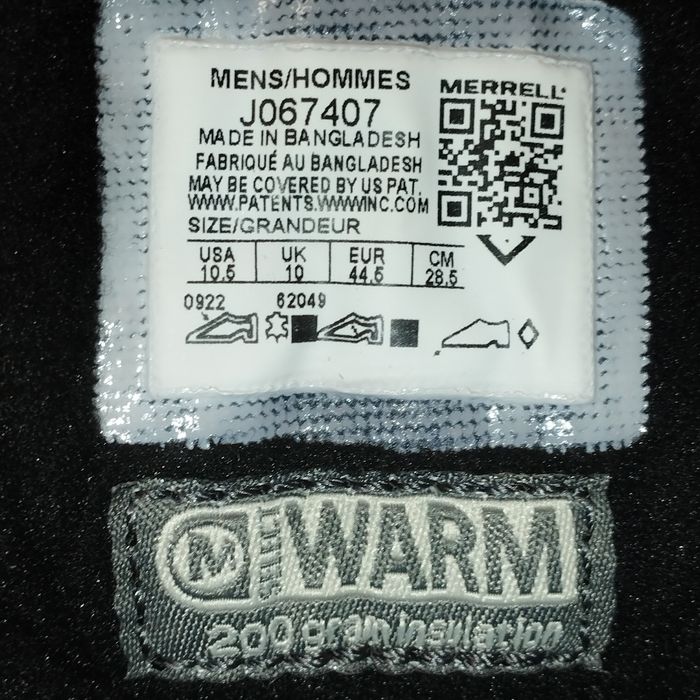 MENS/HOMMES
MERRELL
J067407
MADE IN BANGLADESH
FABRIQUÉ AU BANGLADESH
MAY BE COVERED BY US PAT.
WWW.PATENTS.WWWINC.COM
SIZE/GRANDEUR
USA UK EUR CM
10.5 10 44.5 28.5
0922 62049
M WARM
200 gram insulation